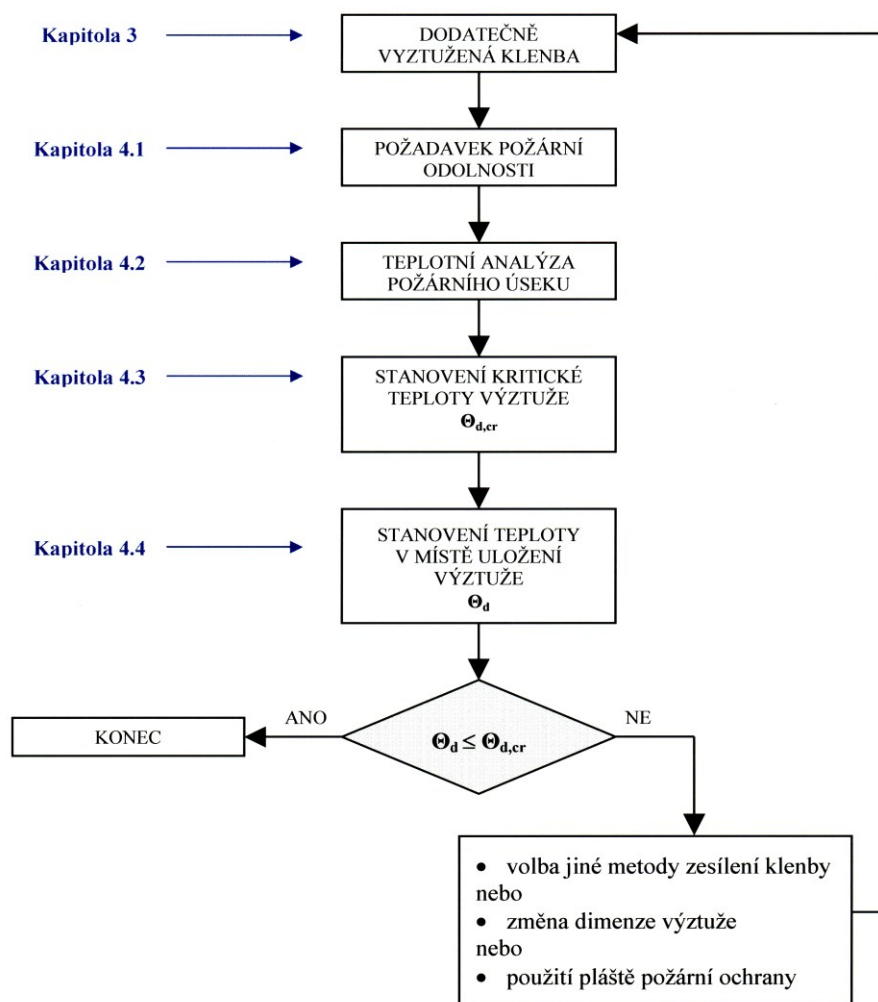 Kapitola 3
DODATEČNĚ
VYZTUŽENÁ KLENBA
Kapitola 4.1
POŽADAVEK POŽÁRNÍ
ODOLNOSTI
Kapitola 4.2
TEPLOTNÍ ANALÝZA
POŽÁRNÍHO ÚSEKU
Kapitola 4.3
STANOVENÍ KRITICKÉ
TEPLOTY VÝZTUŽE
Θd,cr
Kapitola 4.4
STANOVENÍ TEPLOTY
V MÍSTĚ ULOŽENÍ
VÝZTUŽE
Θd
ANO
NE
KONEC
Θd ≤ Θd,cr
• volba jiné metody zesílení klenby
nebo
• změna dimenze výztuže
nebo
• použití pláště požární ochrany